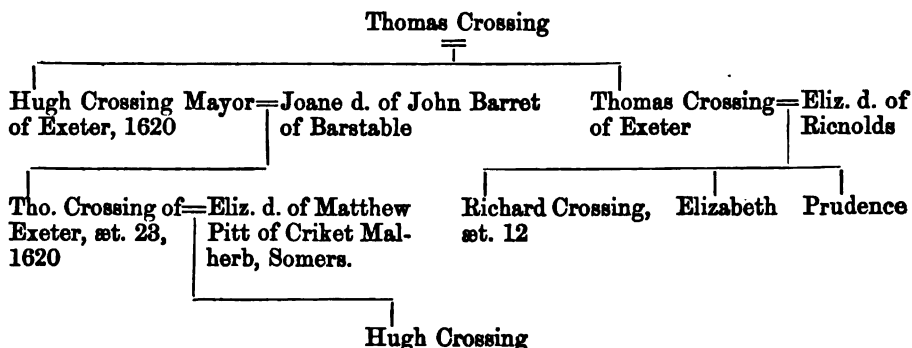 Thomas Crossing
Hugh Crossing Mayor=Joane d. of John Barret
of Exeter, 1620 of Barstable
Thomas Crossing=Eliz. d. of
of Exeter Ricnolds
Tho. Crossing of=Eliz. d. of Matthew
Exeter, æt. 23, Pitt of Criket Mal-
1620 herb, Somers.
Richard Crossing, Elizabeth Prudence
æt. 12
Hugh Crossing